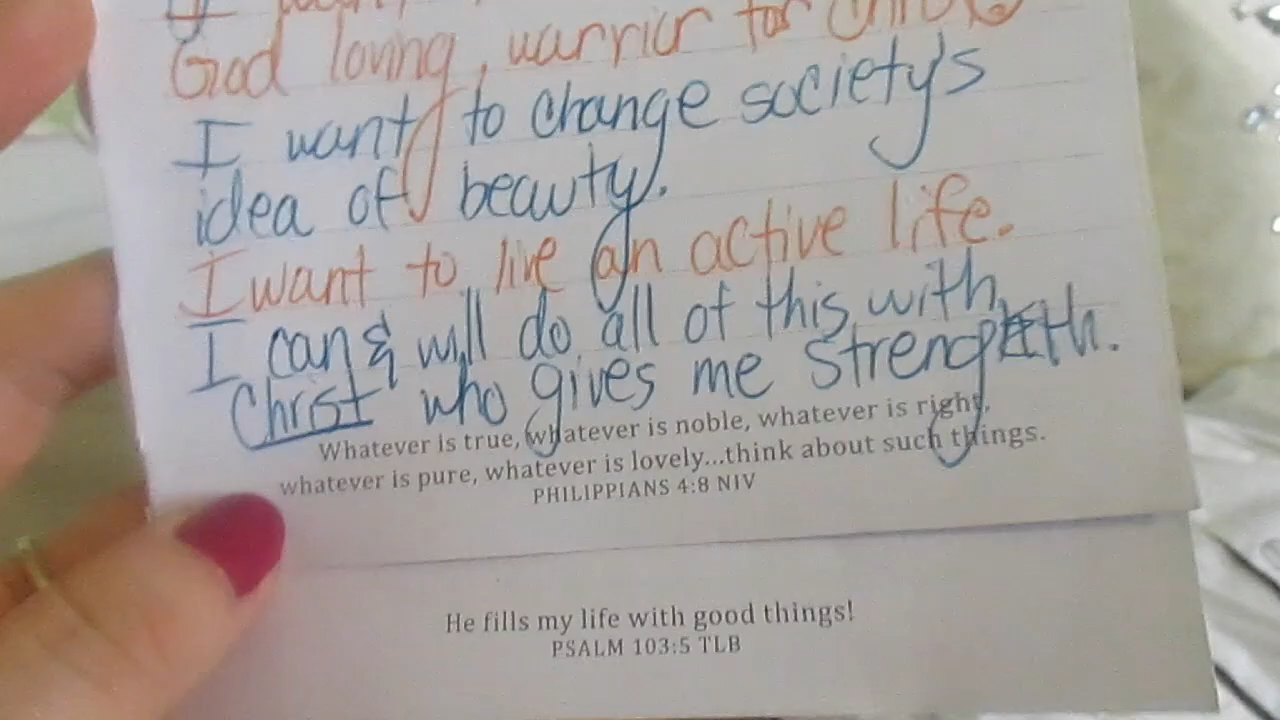 God loving, warrior for Christ
I want to change society's
idea of beauty.
I want to live an active life.
I can & will do all of this with
Christ who gives me strength.
Whatever is true, whatever is noble, whatever is right,
whatever is pure, whatever is lovely...think about such things.
PHILIPPIANS 4:8 NIV
He fills my life with good things!
PSALM 103:5 TLB